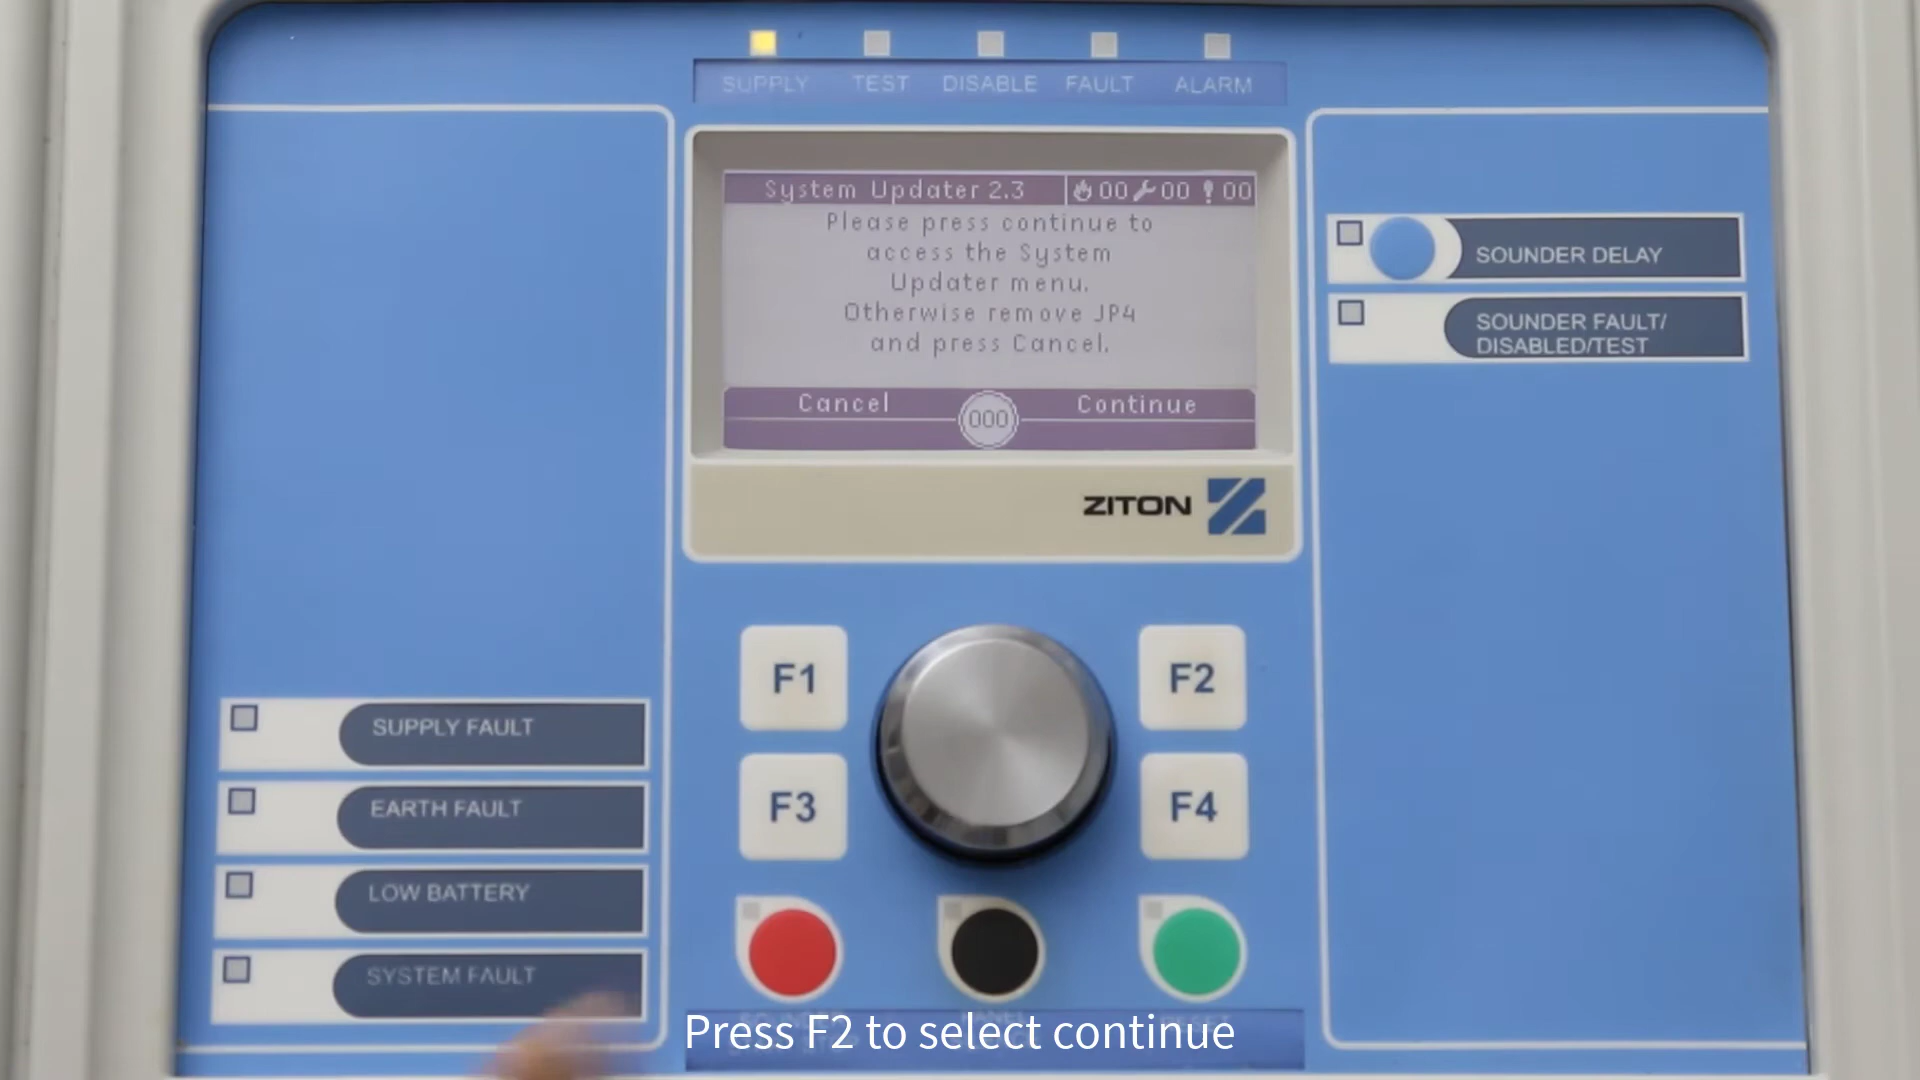 SUPPLY TEST DISABLE FAULT ALARM
System Updater 2.3 00 00 00
Please press continue to
access the System
Updater menu.
Otherwise remove JP4
and press Cancel.
Cancel 000 Continue
ZITON
SOUNDER DELAY
SOUNDER FAULT/
DISABLED/TEST
F1 F2
F3 F4
SUPPLY FAULT
EARTH FAULT
LOW BATTERY
SYSTEM FAULT
Press F2 to select continue